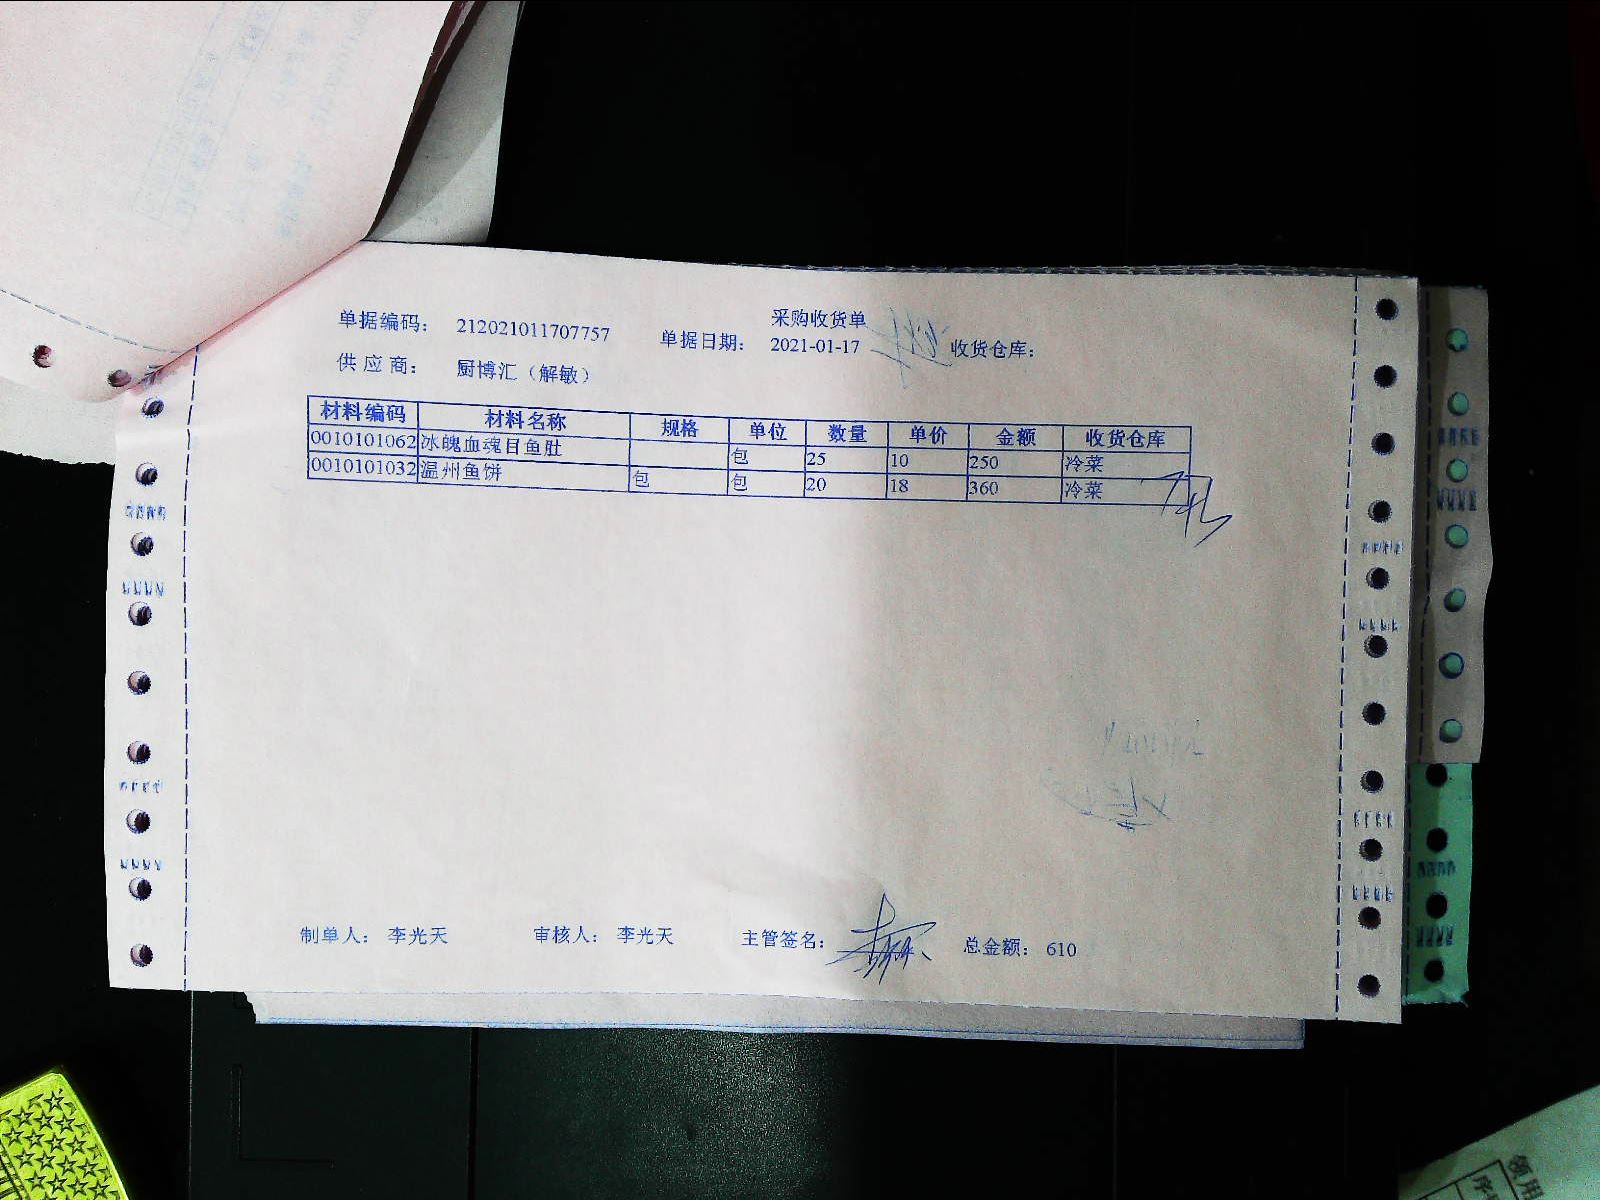 采购收货单
单据编码： 212021011707757 单据日期： 2021-01-17 收货仓库：
供 应 商： 厨博汇（解敏）
材料编码 材料名称 规格 单位 数量 单价 金额 收货仓库
0010101062 冰魄血魂目鱼肚 包 25 10 250 冷菜
0010101032 温州鱼饼 包 包 20 18 360 冷菜
制单人： 李光天 审核人： 李光天 主管签名： 总金额： 610
领用
序